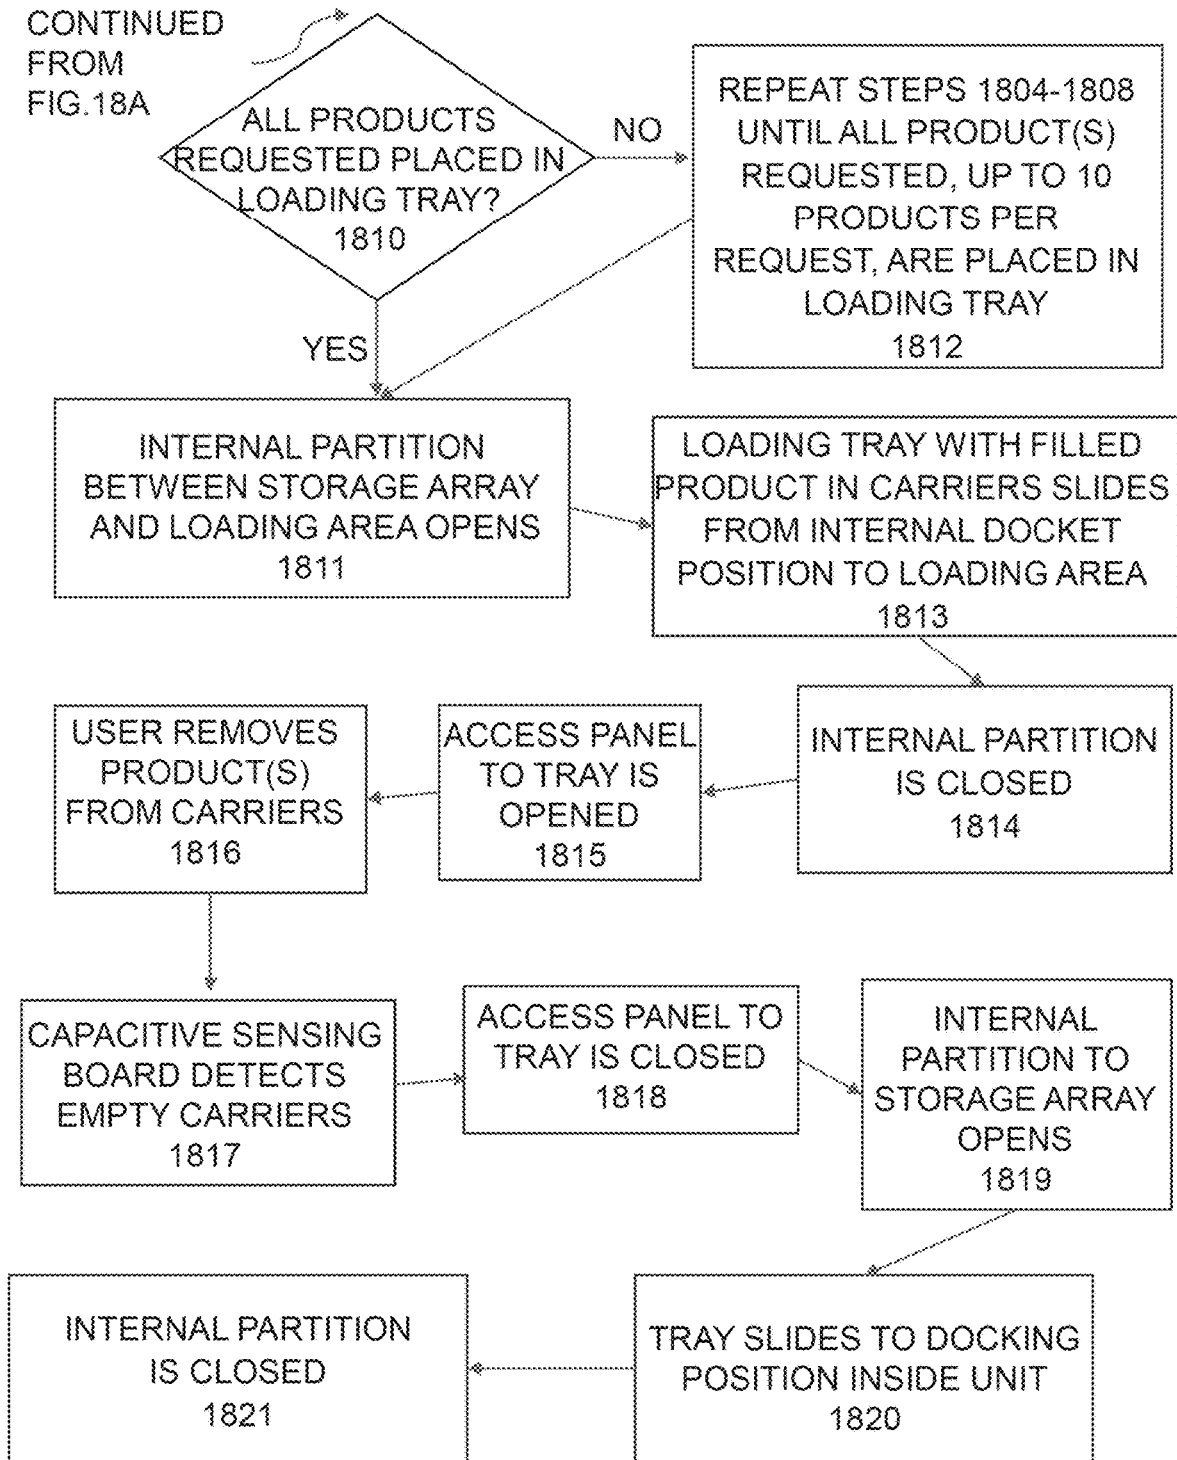 CONTINUED
FROM
FIG.18A
ALL PRODUCTS
REQUESTED PLACED IN
LOADING TRAY?
1810
NO
REPEAT STEPS 1804-1808
UNTIL ALL PRODUCT(S)
REQUESTED, UP TO 10
PRODUCTS PER
REQUEST, ARE PLACED IN
LOADING TRAY
1812
YES
INTERNAL PARTITION
BETWEEN STORAGE ARRAY
AND LOADING AREA OPENS
1811
LOADING TRAY WITH FILLED
PRODUCT IN CARRIERS SLIDES
FROM INTERNAL DOCKET
POSITION TO LOADING AREA
1813
INTERNAL PARTITION
IS CLOSED
1814
ACCESS PANEL
TO TRAY IS
OPENED
1815
USER REMOVES
PRODUCT(S)
FROM CARRIERS
1816
CAPACITIVE SENSING
BOARD DETECTS
EMPTY CARRIERS
1817
ACCESS PANEL TO
TRAY IS CLOSED
1818
INTERNAL
PARTITION TO
STORAGE ARRAY
OPENS
1819
TRAY SLIDES TO DOCKING
POSITION INSIDE UNIT
1820
INTERNAL PARTITION
IS CLOSED
1821